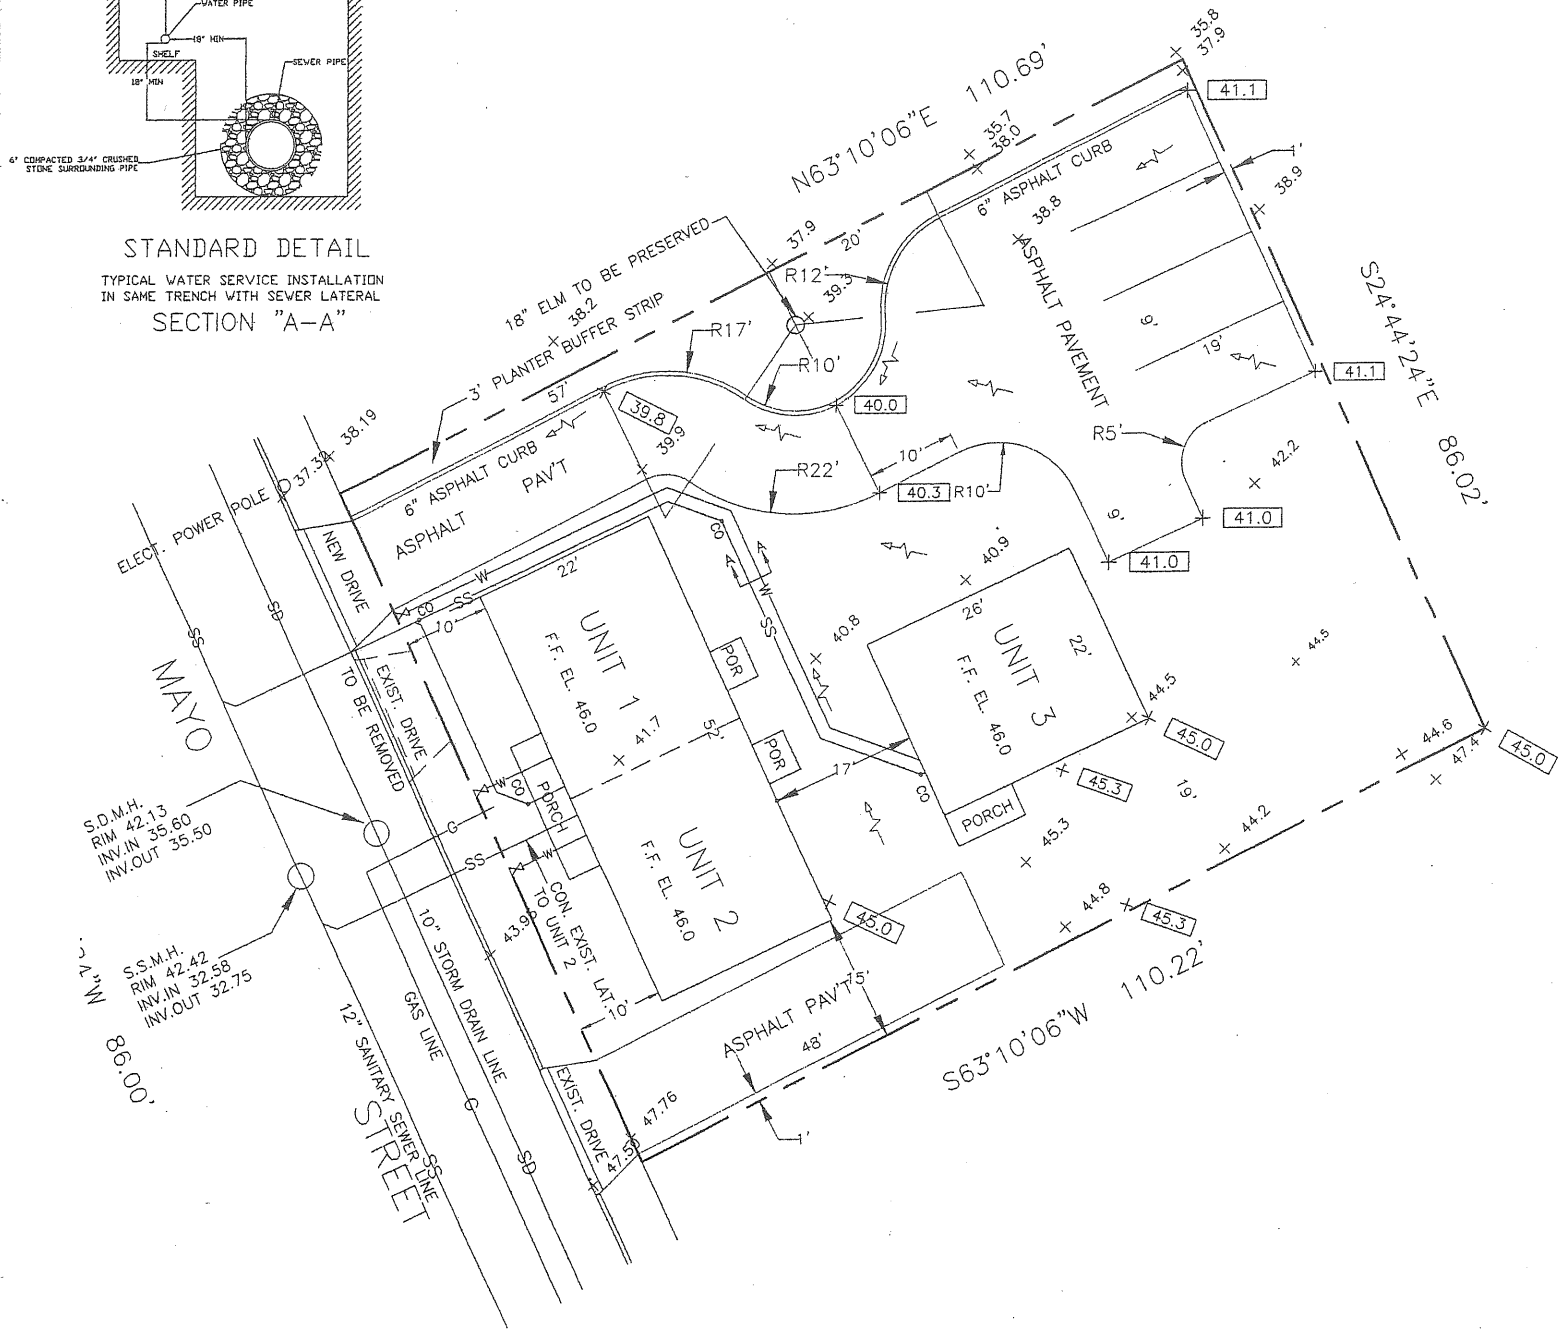 WATER PIPE
18" MIN
SHELF
18" MIN
SEWER PIPE
6" COMPACTED 3/4" CRUSHED
STONE SURROUNDING PIPE
STANDARD DETAIL
TYPICAL WATER SERVICE INSTALLATION
IN SAME TRENCH WITH SEWER LATERAL
SECTION "A-A"
N63°10'06"E 110.69'
35.8
37.9
41.1
35.7
38.0
6" ASPHALT CURB
1'
38.9
38.8
ASPHALT PAVEMENT
37.9
20'
R12'
39.3
18" ELM TO BE PRESERVED
38.2
3' PLANTER BUFFER STRIP
57'
R17'
R10'
9'
19'
S24°44'24"E 86.02'
41.1
40.0
39.8
39.9
R5'
42.2
R22'
10'
40.3
R10'
41.0
9'
41.0
38.19
37.32
ELECT. POWER POLE
6" ASPHALT CURB
ASPHALT PAV'T
NEW DRIVE
SD
SS
W
SS
CO
10'
22'
CO
A
A
W
SS
40.9
40.8
26'
22'
UNIT 3
F.F. EL. 46.0
44.5
44.5
45.0
UNIT 1
F.F. EL. 46.0
POR
52'
41.7
POR
17'
CO
PORCH
45.3
19'
44.6
47.4
45.0
45.3
44.2
44.8
45.3
MAYO STREET
EXIST. DRIVE
TO BE REMOVED
W
CO
PORCH
G
SS
W
UNIT 2
F.F. EL. 46.0
45.0
S.D.M.H.
RIM 42.13
INV.IN 35.60
INV.OUT 35.50
S.S.M.H.
RIM 42.42
INV.IN 32.58
INV.OUT 32.75
CON. EXIST. LAT.
TO UNIT 2
10'
15'
ASPHALT PAV'T
48'
S63°10'06"W 110.22'
4"W 86.00'
10" STORM DRAIN LINE
GAS LINE
12" SANITARY SEWER LINE
G
SS
SD
EXIST. DRIVE
47.76
1'